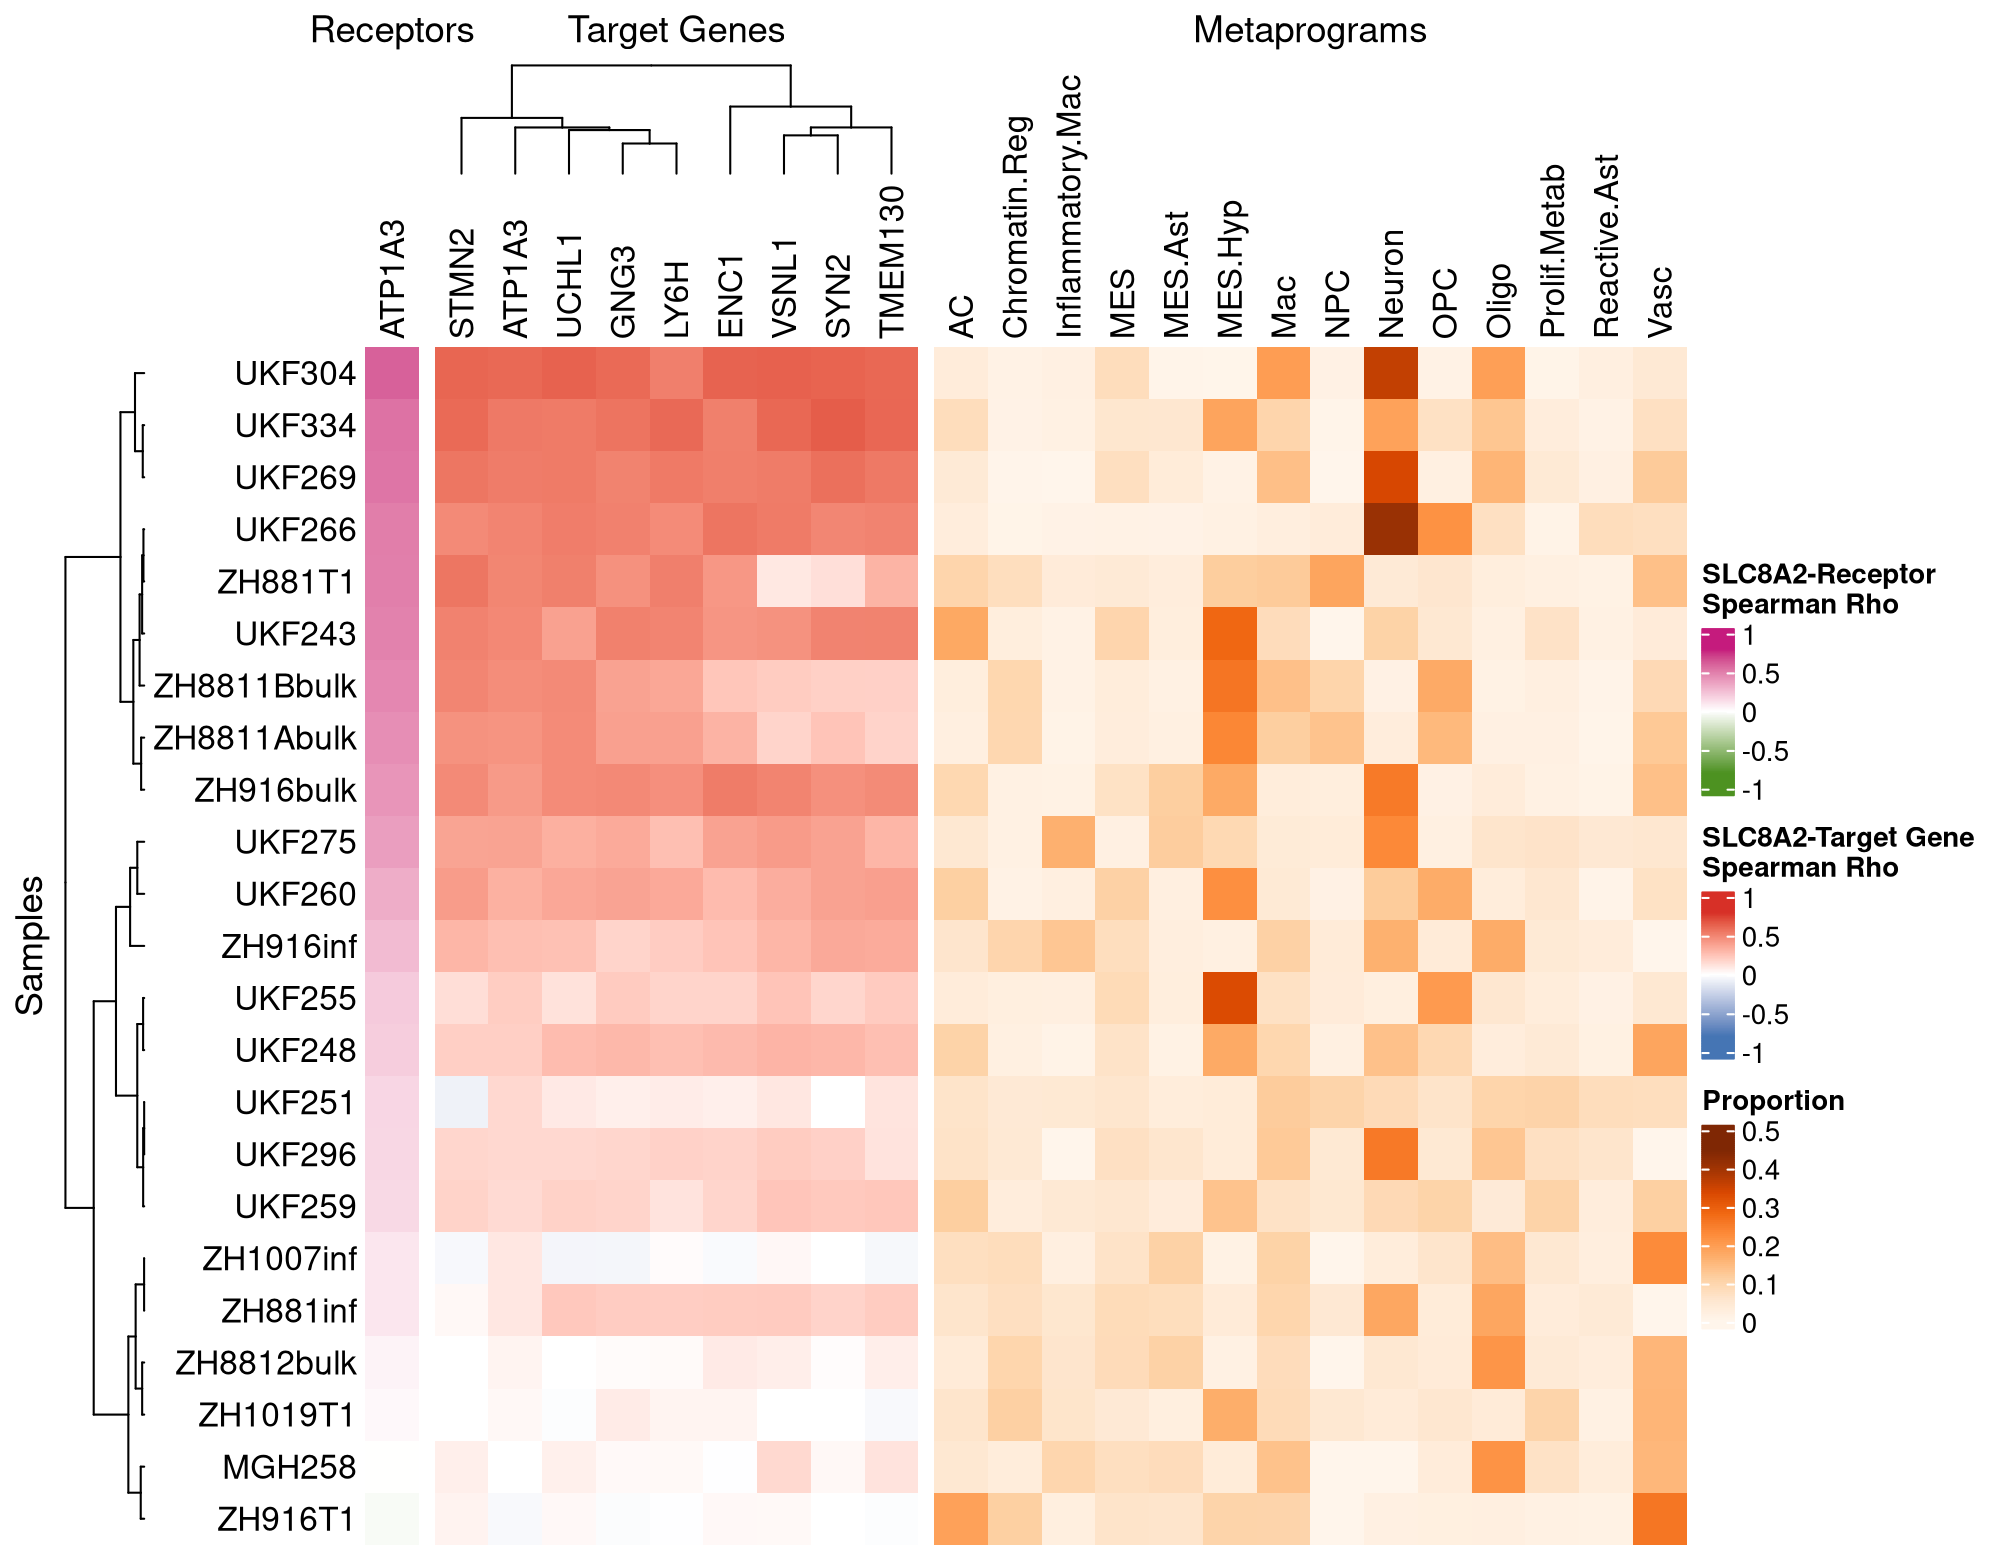 Receptors
Target Genes
Metaprograms
ATP1A3
STMN2
ATP1A3
UCHL1
GNG3
LY6H
ENC1
VSNL1
SYN2
TMEM130
AC
Chromatin.Reg
Inflammatory.Mac
MES
MES.Ast
MES.Hyp
Mac
NPC
Neuron
OPC
Oligo
Prolif.Metab
Reactive.Ast
Vasc
Samples
UKF304
UKF334
UKF269
UKF266
ZH881T1
UKF243
ZH8811Bbulk
ZH8811Abulk
ZH916bulk
UKF275
UKF260
ZH916inf
UKF255
UKF248
UKF251
UKF296
UKF259
ZH1007inf
ZH881inf
ZH8812bulk
ZH1019T1
MGH258
ZH916T1
SLC8A2-Receptor
Spearman Rho
1
0.5
0
-0.5
-1
SLC8A2-Target Gene
Spearman Rho
1
0.5
0
-0.5
-1
Proportion
0.5
0.4
0.3
0.2
0.1
0